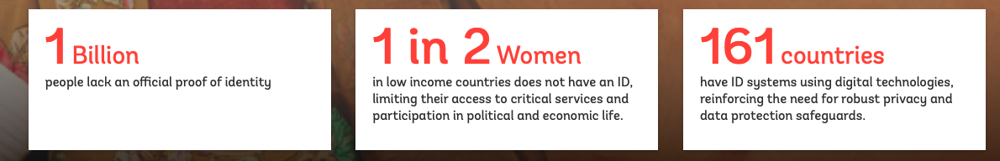 1 Billion
people lack an official proof of identity
1 in 2 Women
in low income countries does not have an ID,
limiting their access to critical services and
participation in political and economic life.
161 countries
have ID systems using digital technologies,
reinforcing the need for robust privacy and
data protection safeguards.